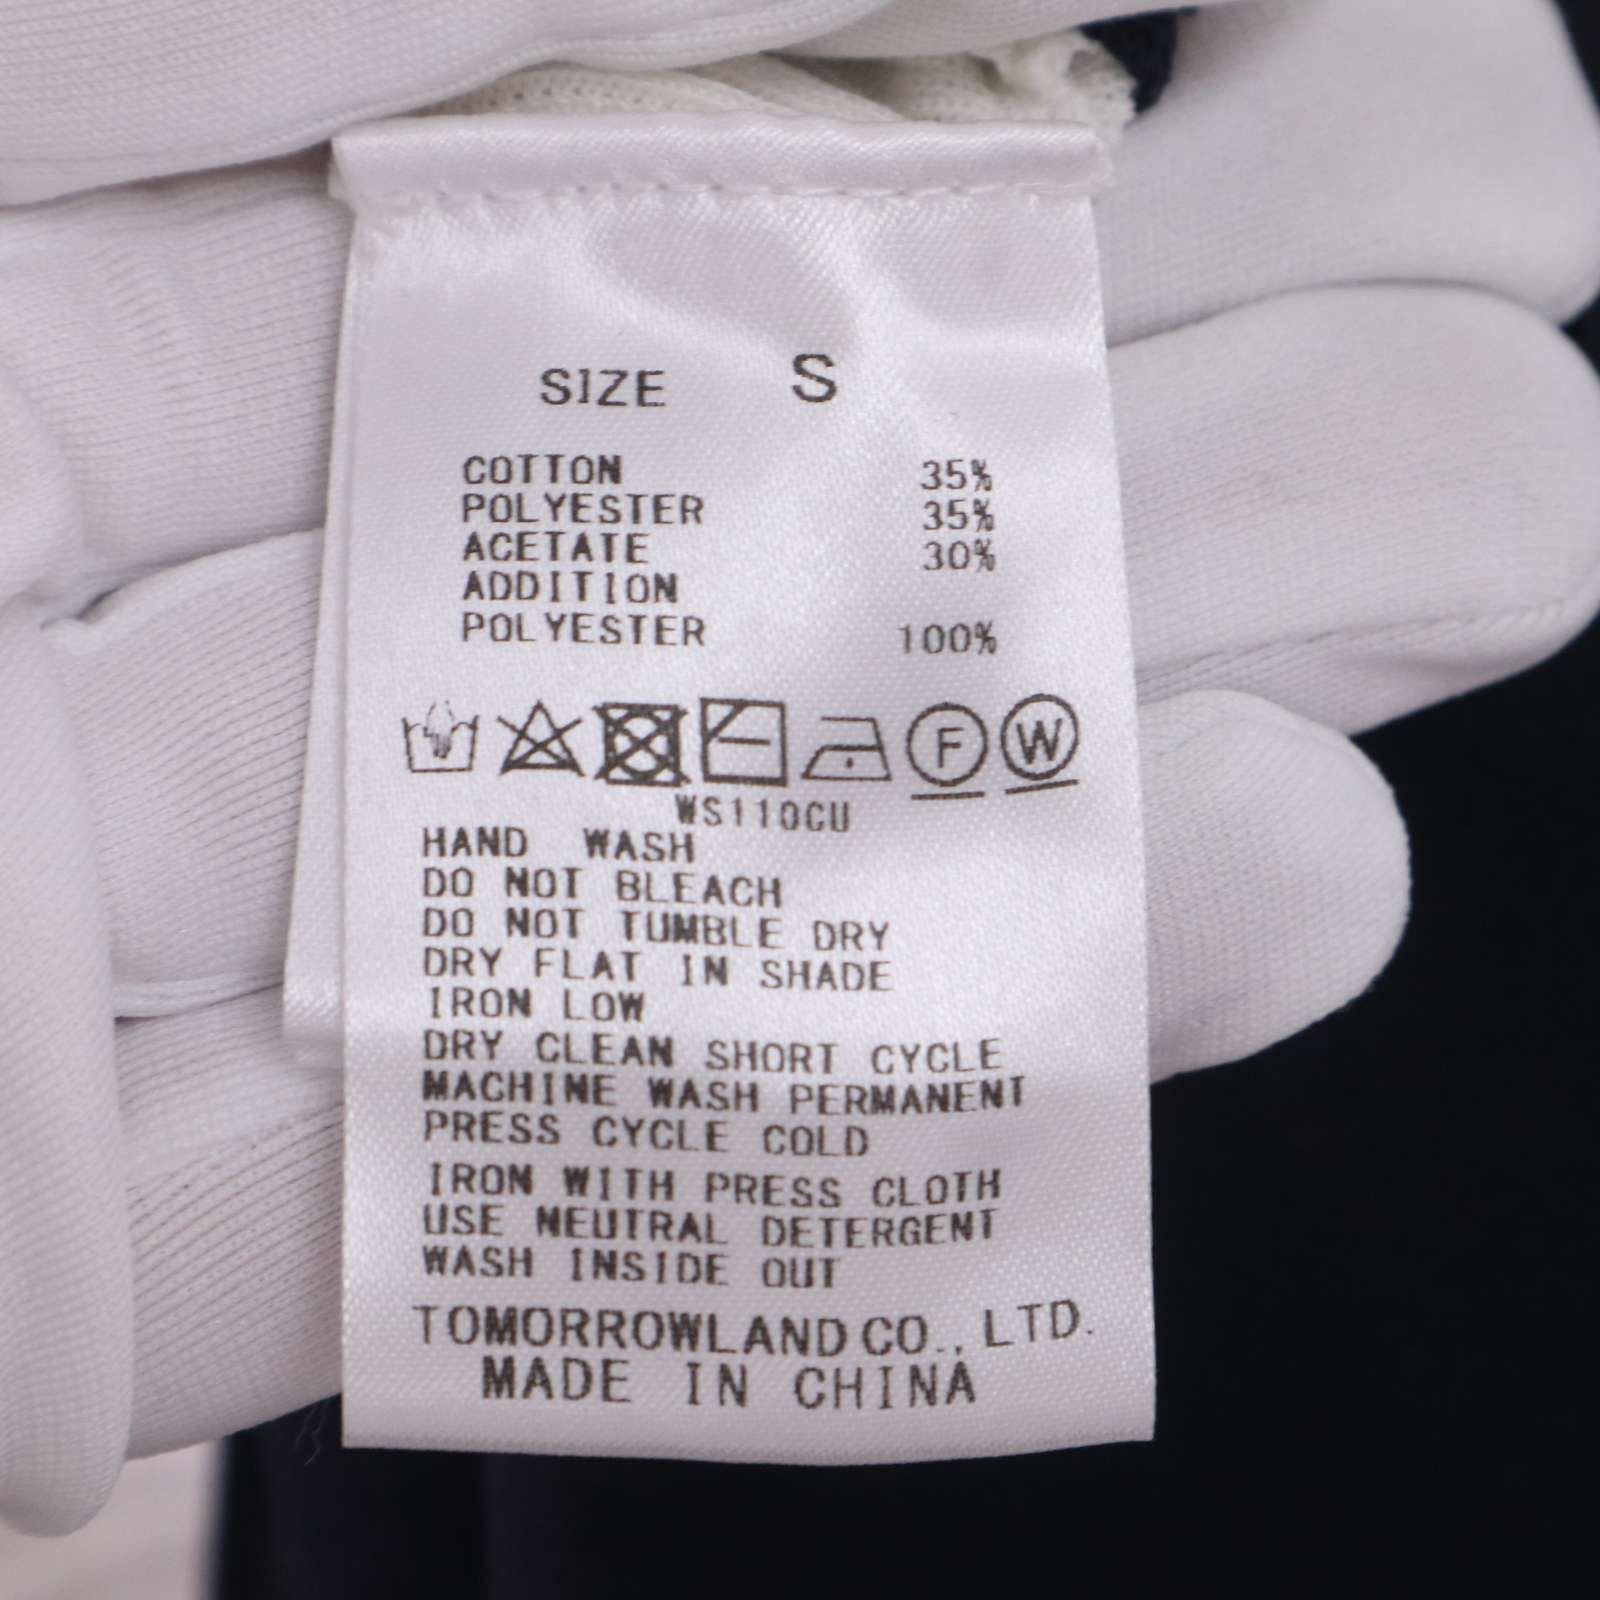 SIZE S
COTTON 35%
POLYESTER 35%
ACETATE 30%
ADDITION
POLYESTER 100%
F W
WS110CU
HAND WASH
DO NOT BLEACH
DO NOT TUMBLE DRY
DRY FLAT IN SHADE
IRON LOW
DRY CLEAN SHORT CYCLE
MACHINE WASH PERMANENT
PRESS CYCLE COLD
IRON WITH PRESS CLOTH
USE NEUTRAL DETERGENT
WASH INSIDE OUT
TOMORROWLAND CO., LTD.
MADE IN CHINA